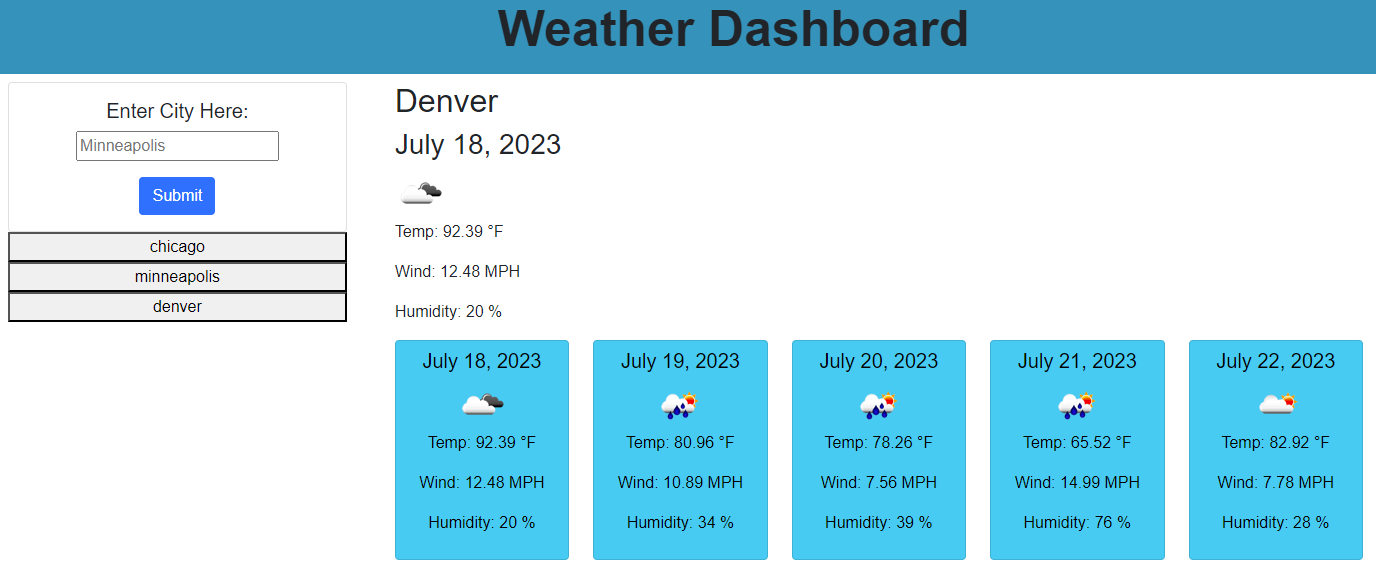 Weather Dashboard
Enter City Here:
Minneapolis
Submit
chicago
minneapolis
denver
Denver
July 18, 2023
Temp: 92.39 °F
Wind: 12.48 MPH
Humidity: 20 %
July 18, 2023
Temp: 92.39 °F
Wind: 12.48 MPH
Humidity: 20 %
July 19, 2023
Temp: 80.96 °F
Wind: 10.89 MPH
Humidity: 34 %
July 20, 2023
Temp: 78.26 °F
Wind: 7.56 MPH
Humidity: 39 %
July 21, 2023
Temp: 65.52 °F
Wind: 14.99 MPH
Humidity: 76 %
July 22, 2023
Temp: 82.92 °F
Wind: 7.78 MPH
Humidity: 28 %